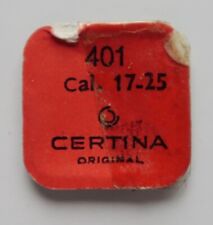 401
Cal. 17-25
CERTINA
ORIGINAL